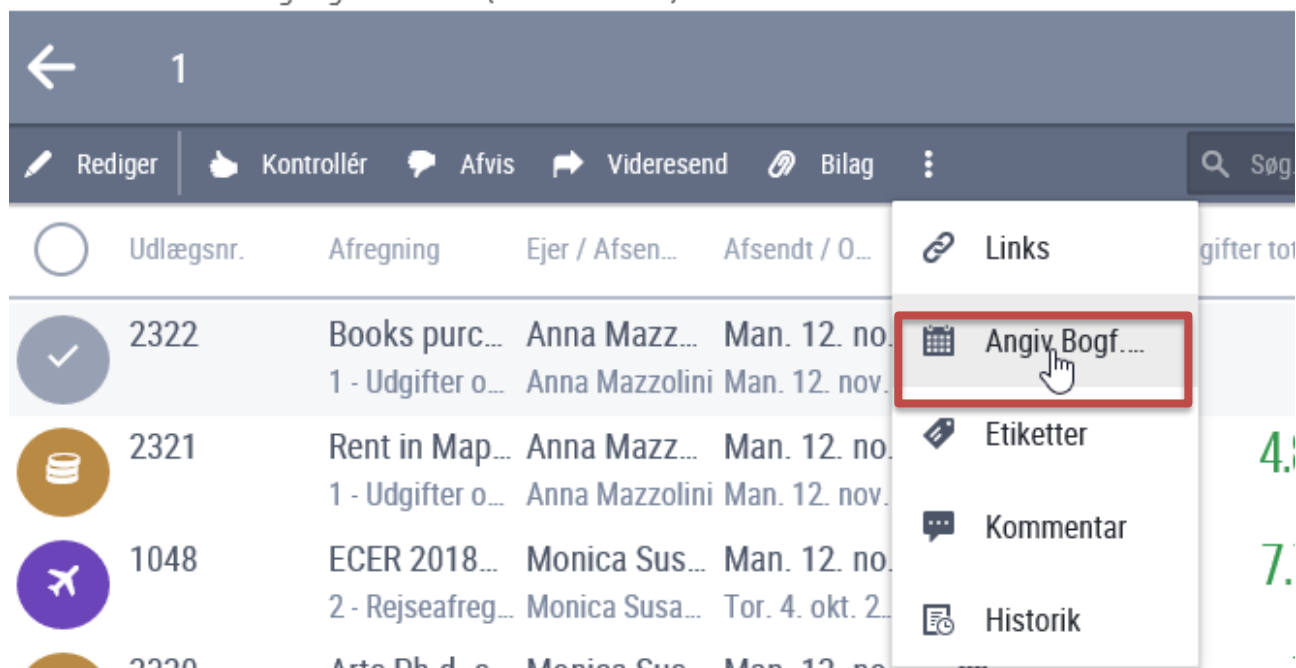 1
Rediger Kontrollér Afvis Videresend Bilag Søg.
Udlægsnr. Afregning Ejer / Afsen... Afsendt / O... gifter tot
Links
2322 Books purc... Anna Mazz... Man. 12. no.
Angiv Bogf....
1 - Udgifter o... Anna Mazzolini Man. 12. nov.
2321 Rent in Map... Anna Mazz... Man. 12. no.
Etiketter
4.8
1 - Udgifter o... Anna Mazzolini Man. 12. nov.
Kommentar
1048 ECER 2018... Monica Sus... Man. 12. no.
7.
2 - Rejseafreg... Monica Susa... Tor. 4. okt. 2...
Historik